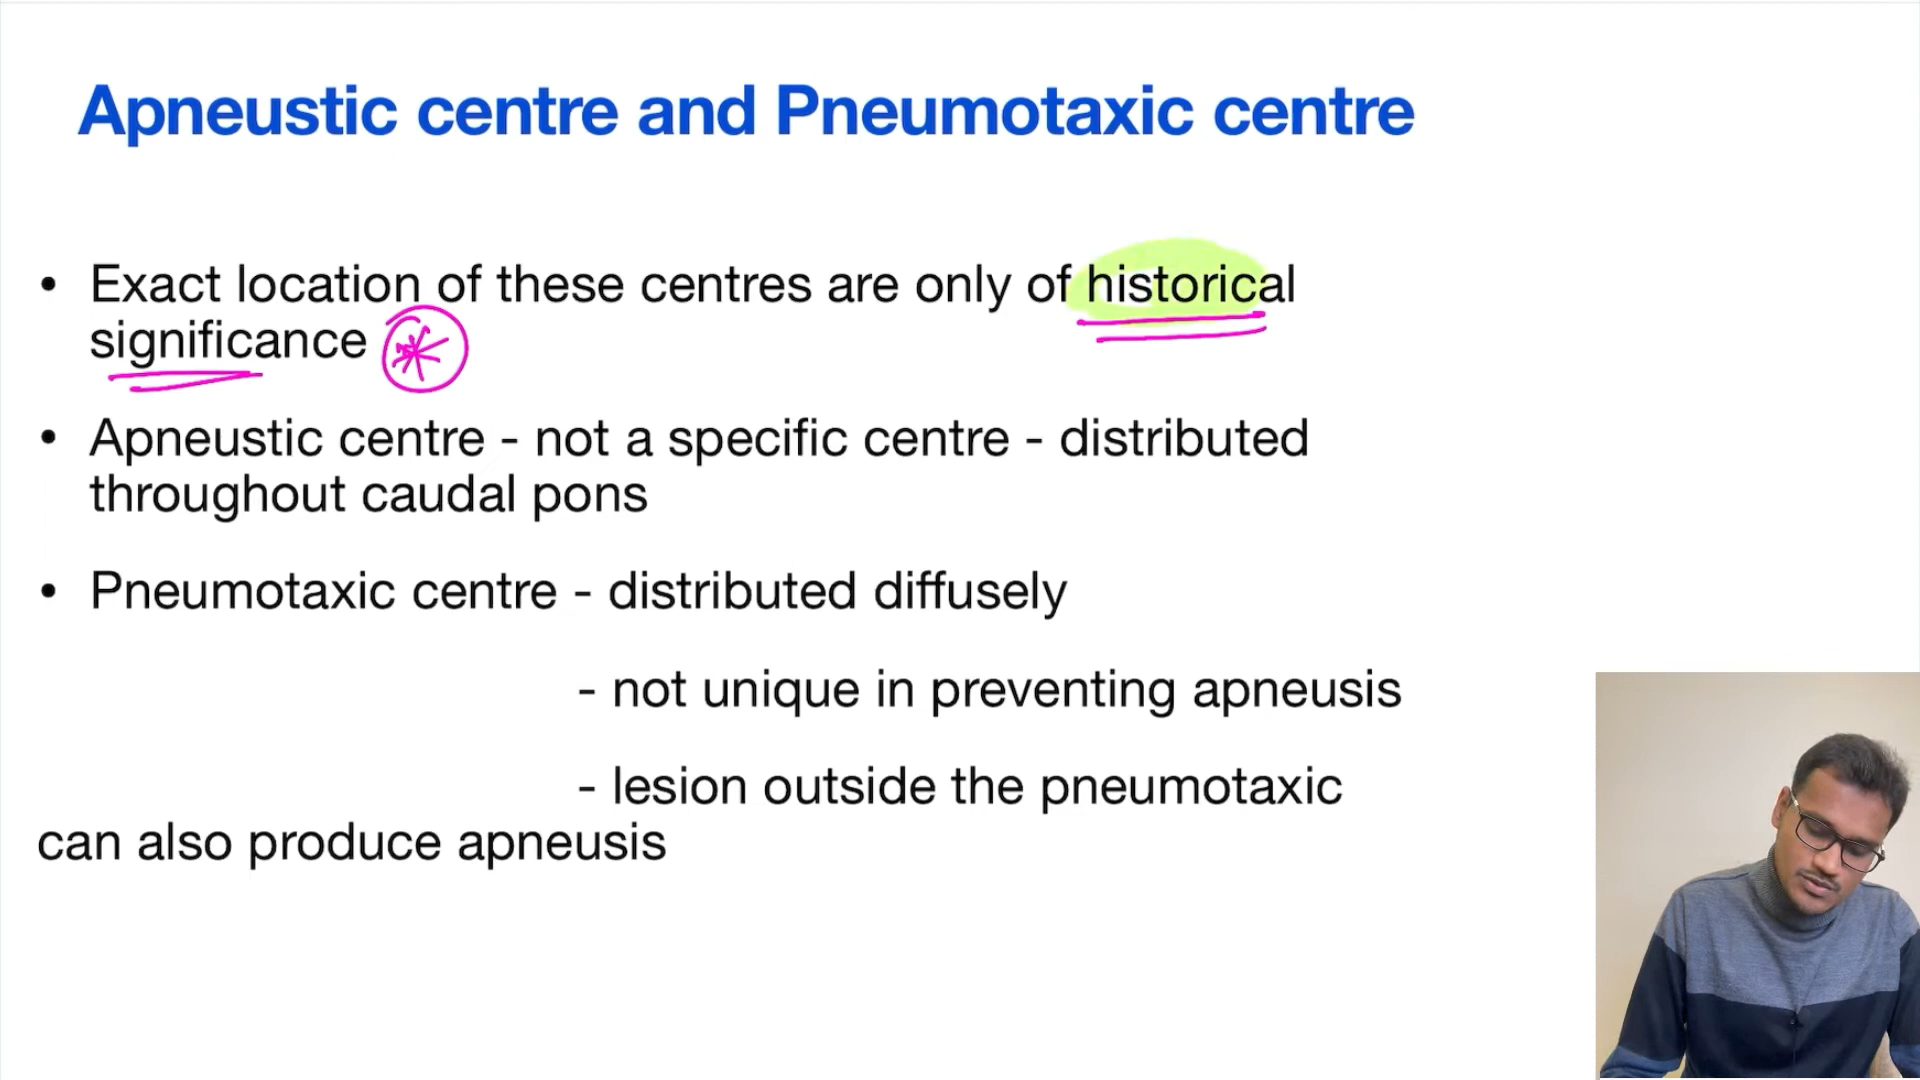 Apneustic centre and Pneumotaxic centre
• Exact location of these centres are only of historical
significance
• Apneustic centre - not a specific centre - distributed
throughout caudal pons
• Pneumotaxic centre - distributed diffusely
- not unique in preventing apneusis
- lesion outside the pneumotaxic
can also produce apneusis